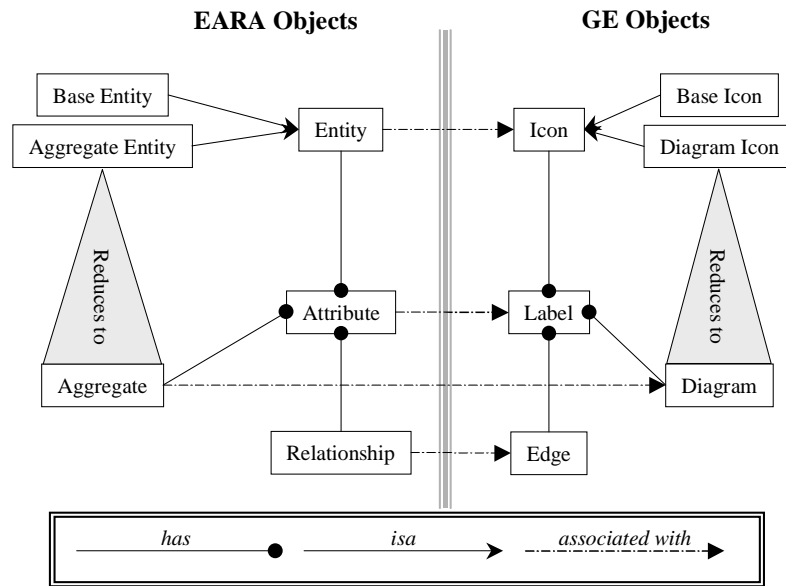 EARA Objects
GE Objects
Base Entity
Base Icon
Entity
Icon
Aggregate Entity
Diagram Icon
Reduces to
Reduces to
Attribute
Label
Aggregate
Diagram
Relationship
Edge
has
isa
associated with